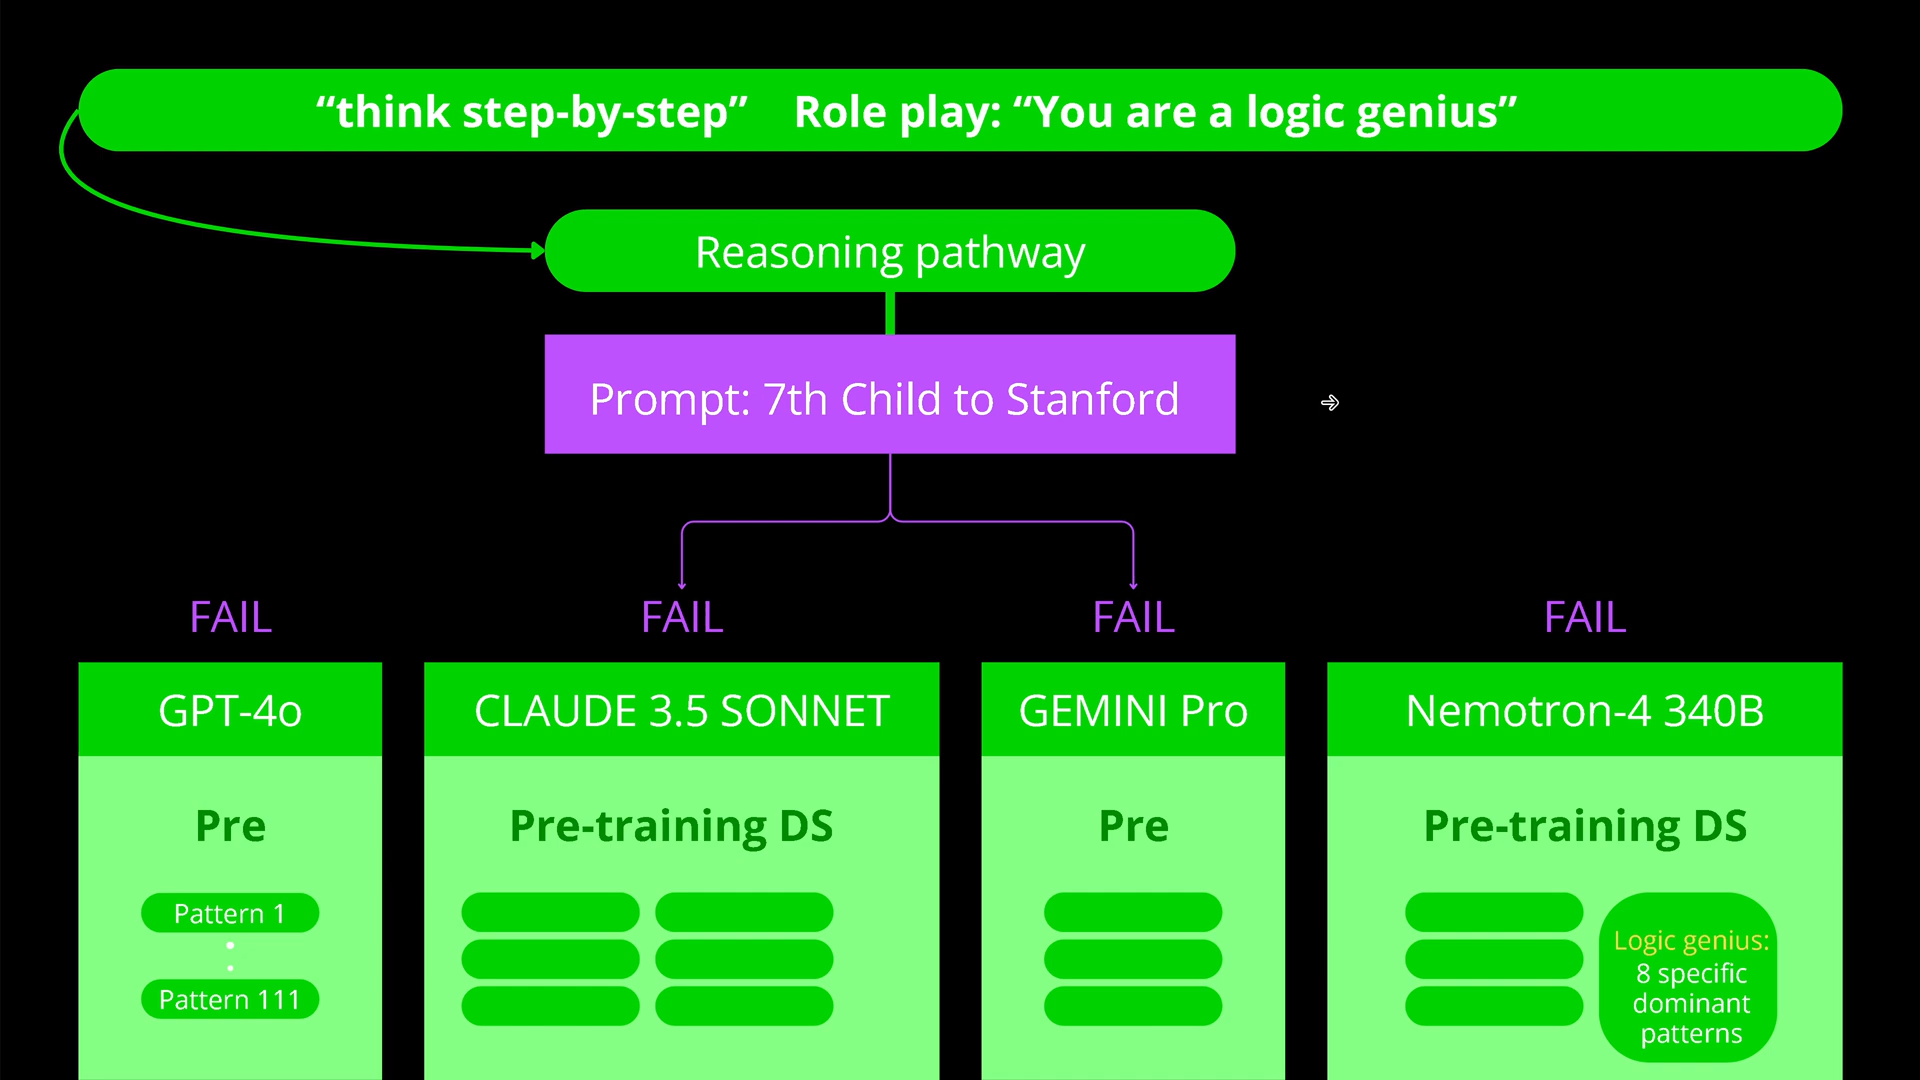 “think step-by-step” Role play: “You are a logic genius”
Reasoning pathway
Prompt: 7th Child to Stanford
FAIL
FAIL
FAIL
FAIL
GPT-4o
CLAUDE 3.5 SONNET
GEMINI Pro
Nemotron-4 340B
Pre
Pre-training DS
Pre
Pre-training DS
Pattern 1
Pattern 111
Logic genius:
8 specific
dominant
patterns